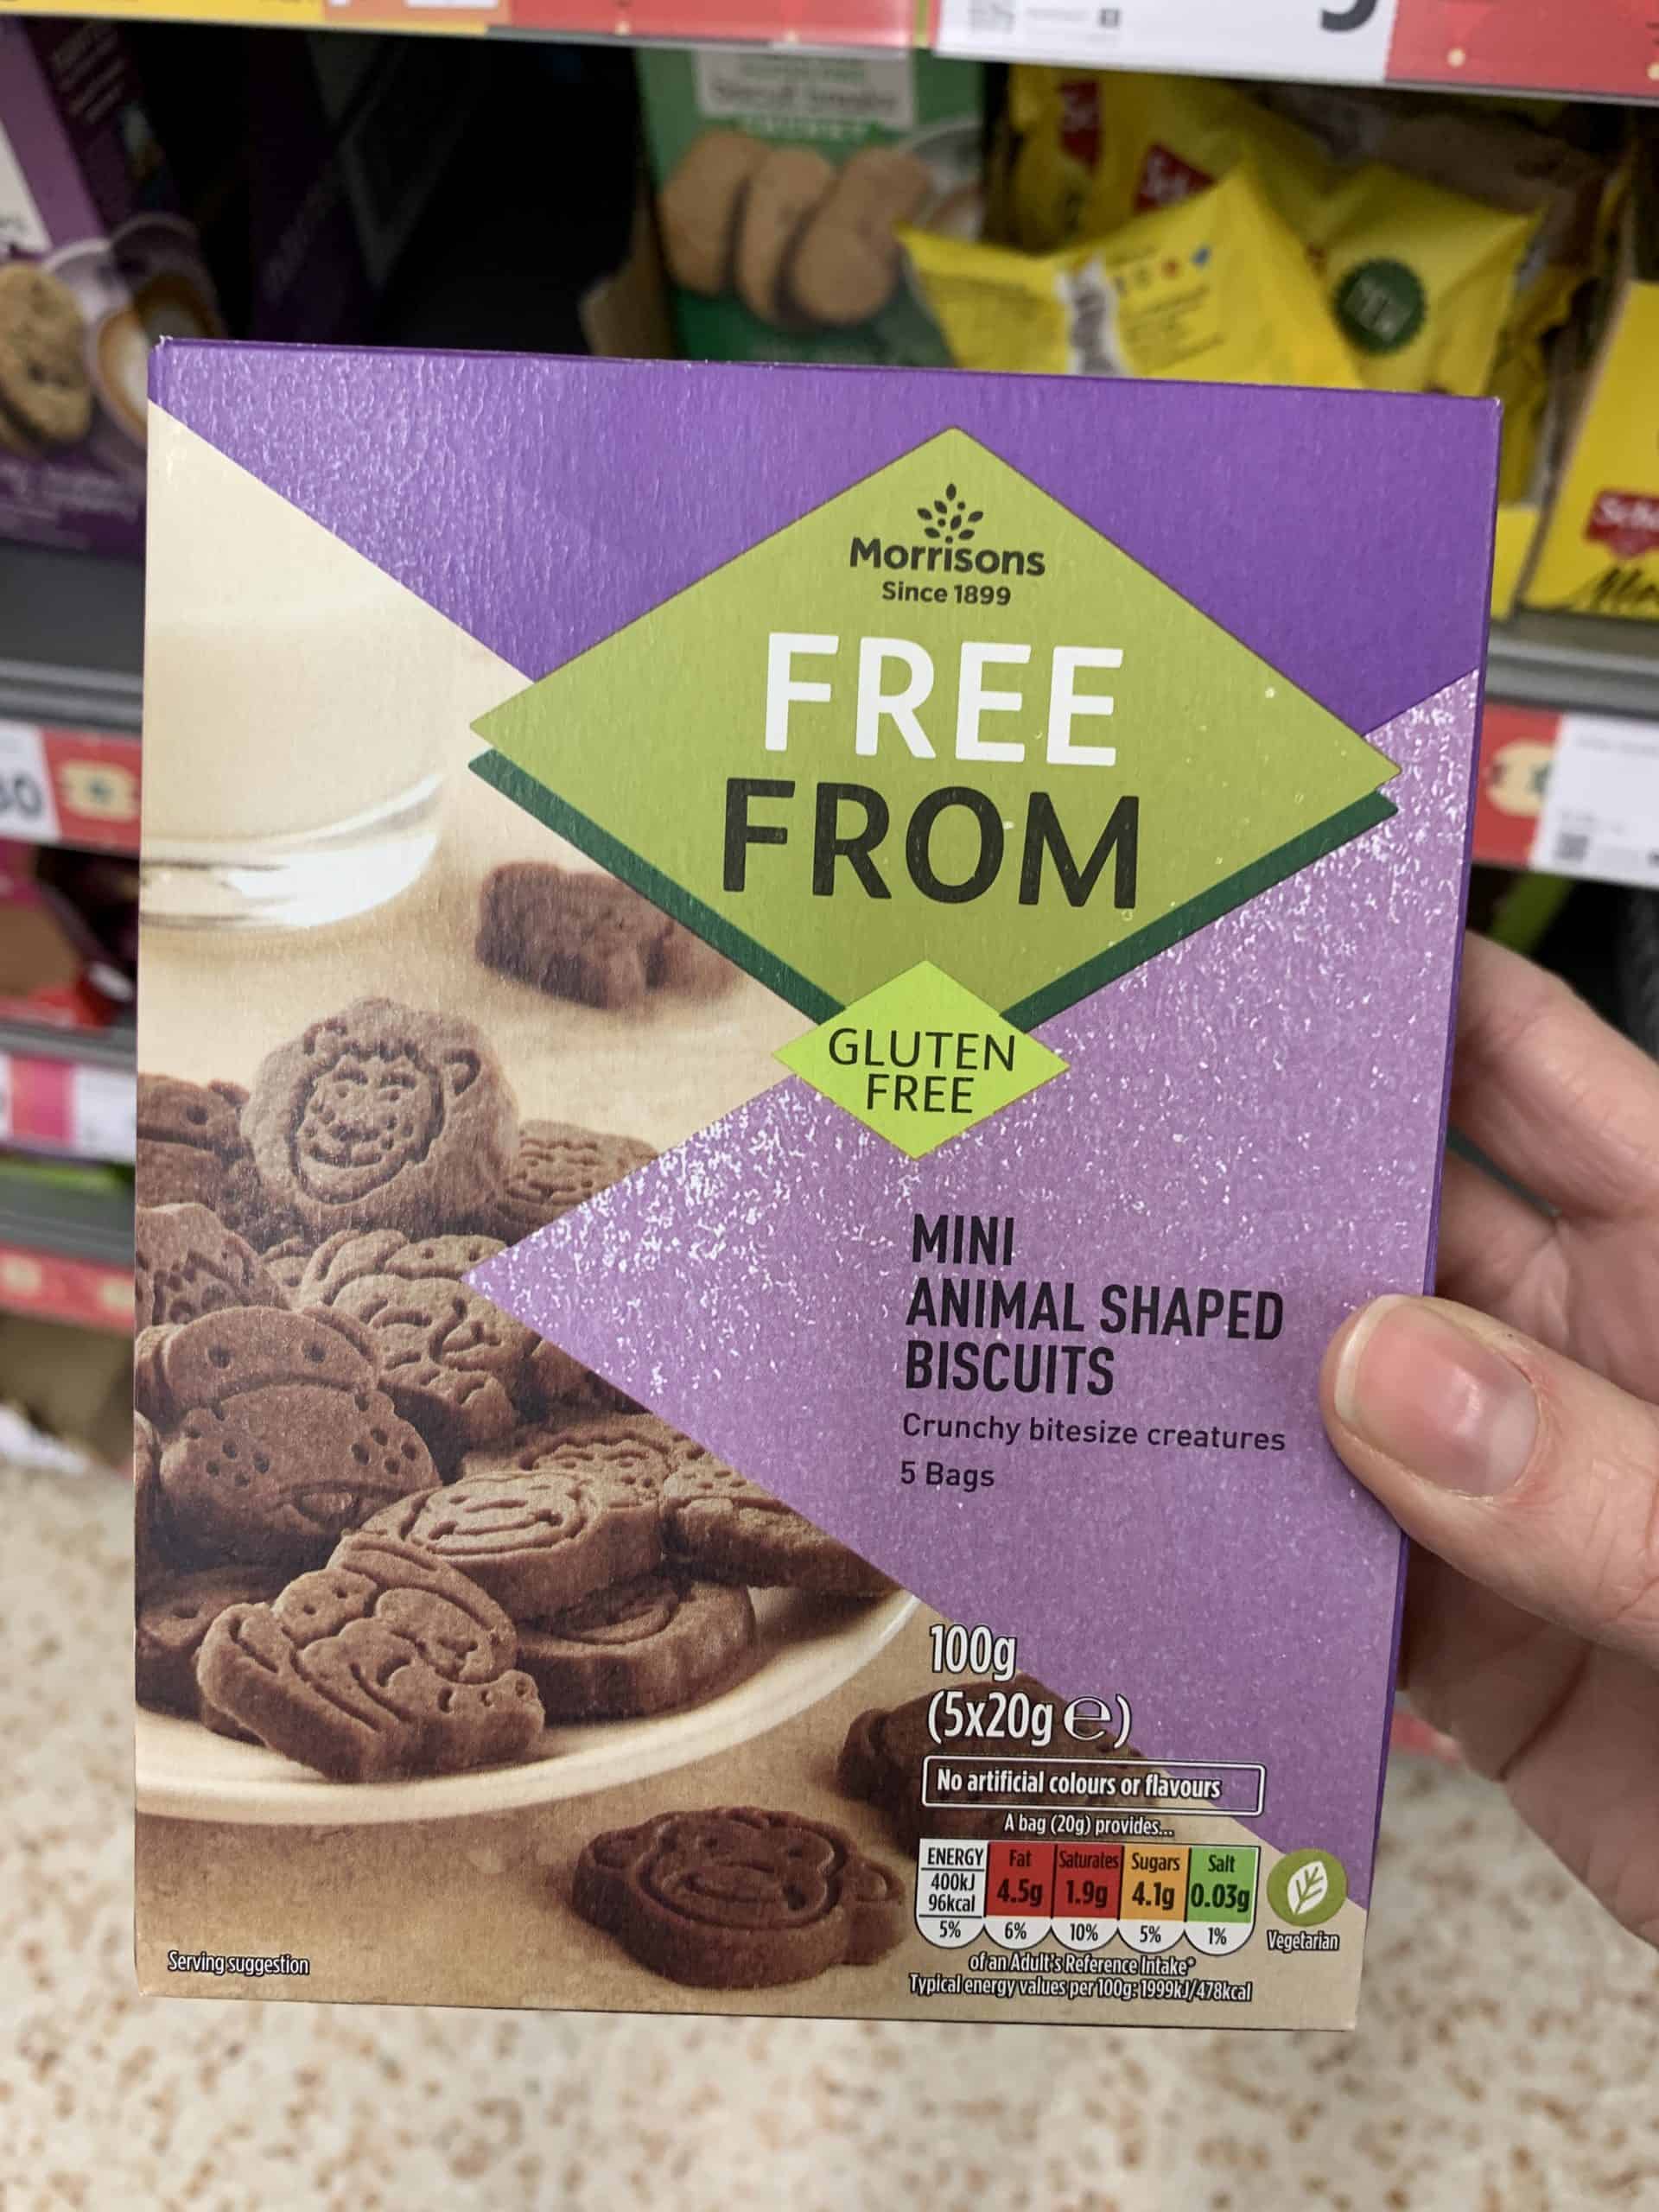 Morrisons
Since 1899
FREE
FROM
GLUTEN
FREE
MINI
ANIMAL SHAPED
BISCUITS
Crunchy bitesize creatures
5 Bags
100g
(5x20g ℮)
No artificial colours or flavours
A bag (20g) provides...
ENERGY Fat Saturates Sugars Salt
400kJ
96kcal 4.5g 1.9g 4.1g 0.03g
5% 6% 10% 5% 1%
of an Adult's Reference Intake*
Typical energy values per 100g: 1999kJ/478kcal
Vegetarian
Serving suggestion
NEW